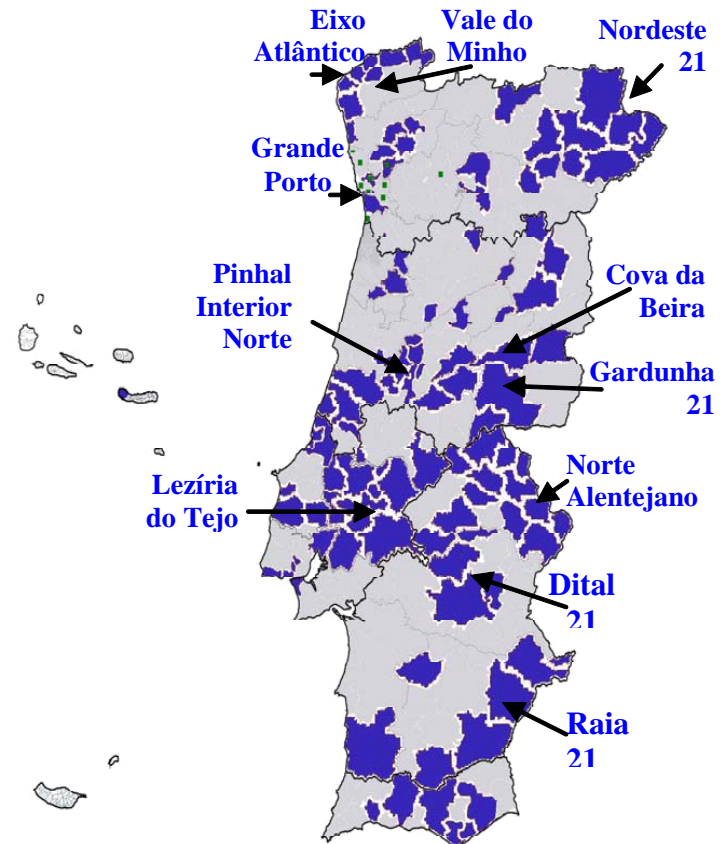 Eixo
Atlântico
Vale do
Minho
Nordeste
21
Grande
Porto
Pinhal
Interior
Norte
Cova da
Beira
Gardunha
21
Lezíria
do Tejo
Norte
Alentejano
Dital
21
Raia
21